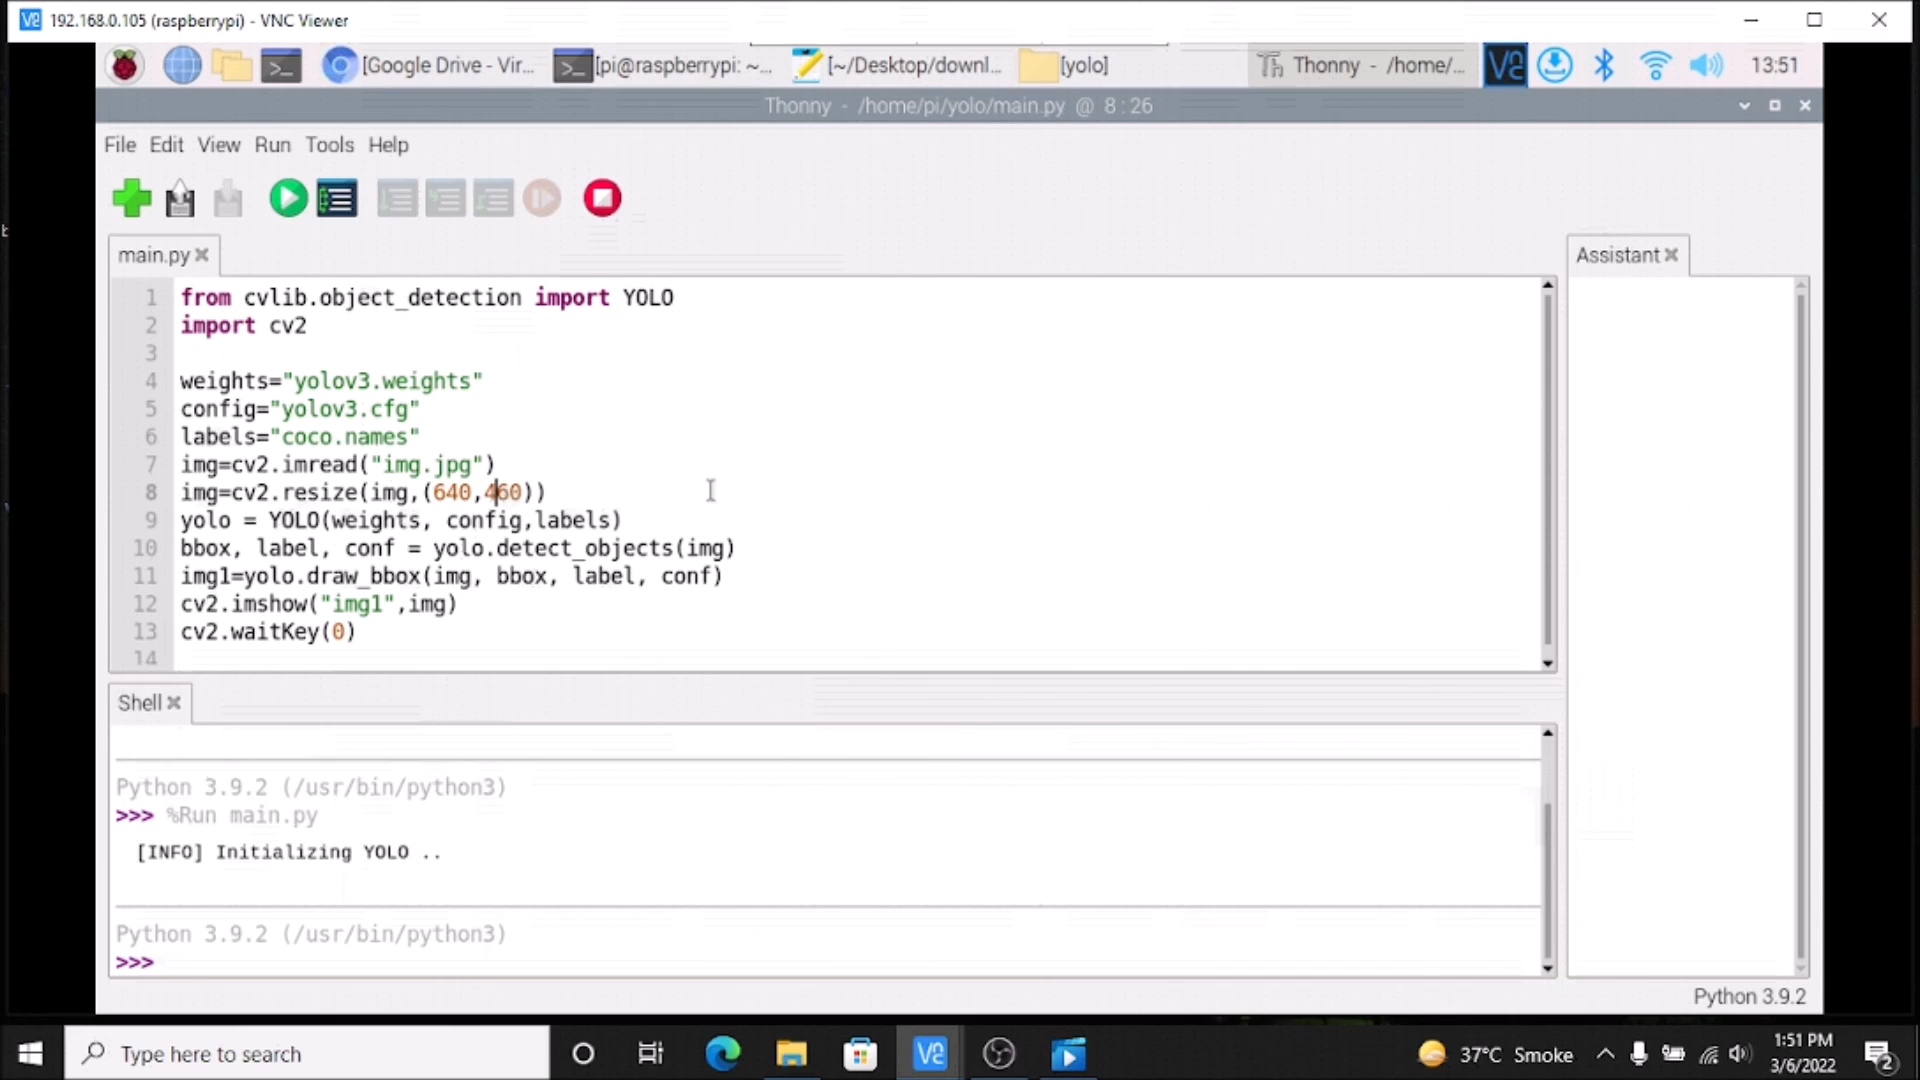 192.168.0.105 (raspberrypi) - VNC Viewer
[Google Drive - Vir...
[pi@raspberrypi: ~...
[~/Desktop/downl...
[yolo]
Thonny - /home/...
13:51
Thonny - /home/pi/yolo/main.py @ 8:26
File Edit View Run Tools Help
main.py
Assistant
1 from cvlib.object_detection import YOLO
2 import cv2
3
4 weights="yolov3.weights"
5 config="yolov3.cfg"
6 labels="coco.names"
7 img=cv2.imread("img.jpg")
8 img=cv2.resize(img,(640,460))
9 yolo = YOLO(weights, config,labels)
10 bbox, label, conf = yolo.detect_objects(img)
11 img1=yolo.draw_bbox(img, bbox, label, conf)
12 cv2.imshow("img1",img)
13 cv2.waitKey(0)
14
Shell
Python 3.9.2 (/usr/bin/python3)
>>> %Run main.py
[INFO] Initializing YOLO ..
Python 3.9.2 (/usr/bin/python3)
>>>
Python 3.9.2
Type here to search
37°C Smoke
1:51 PM
3/6/2022
2